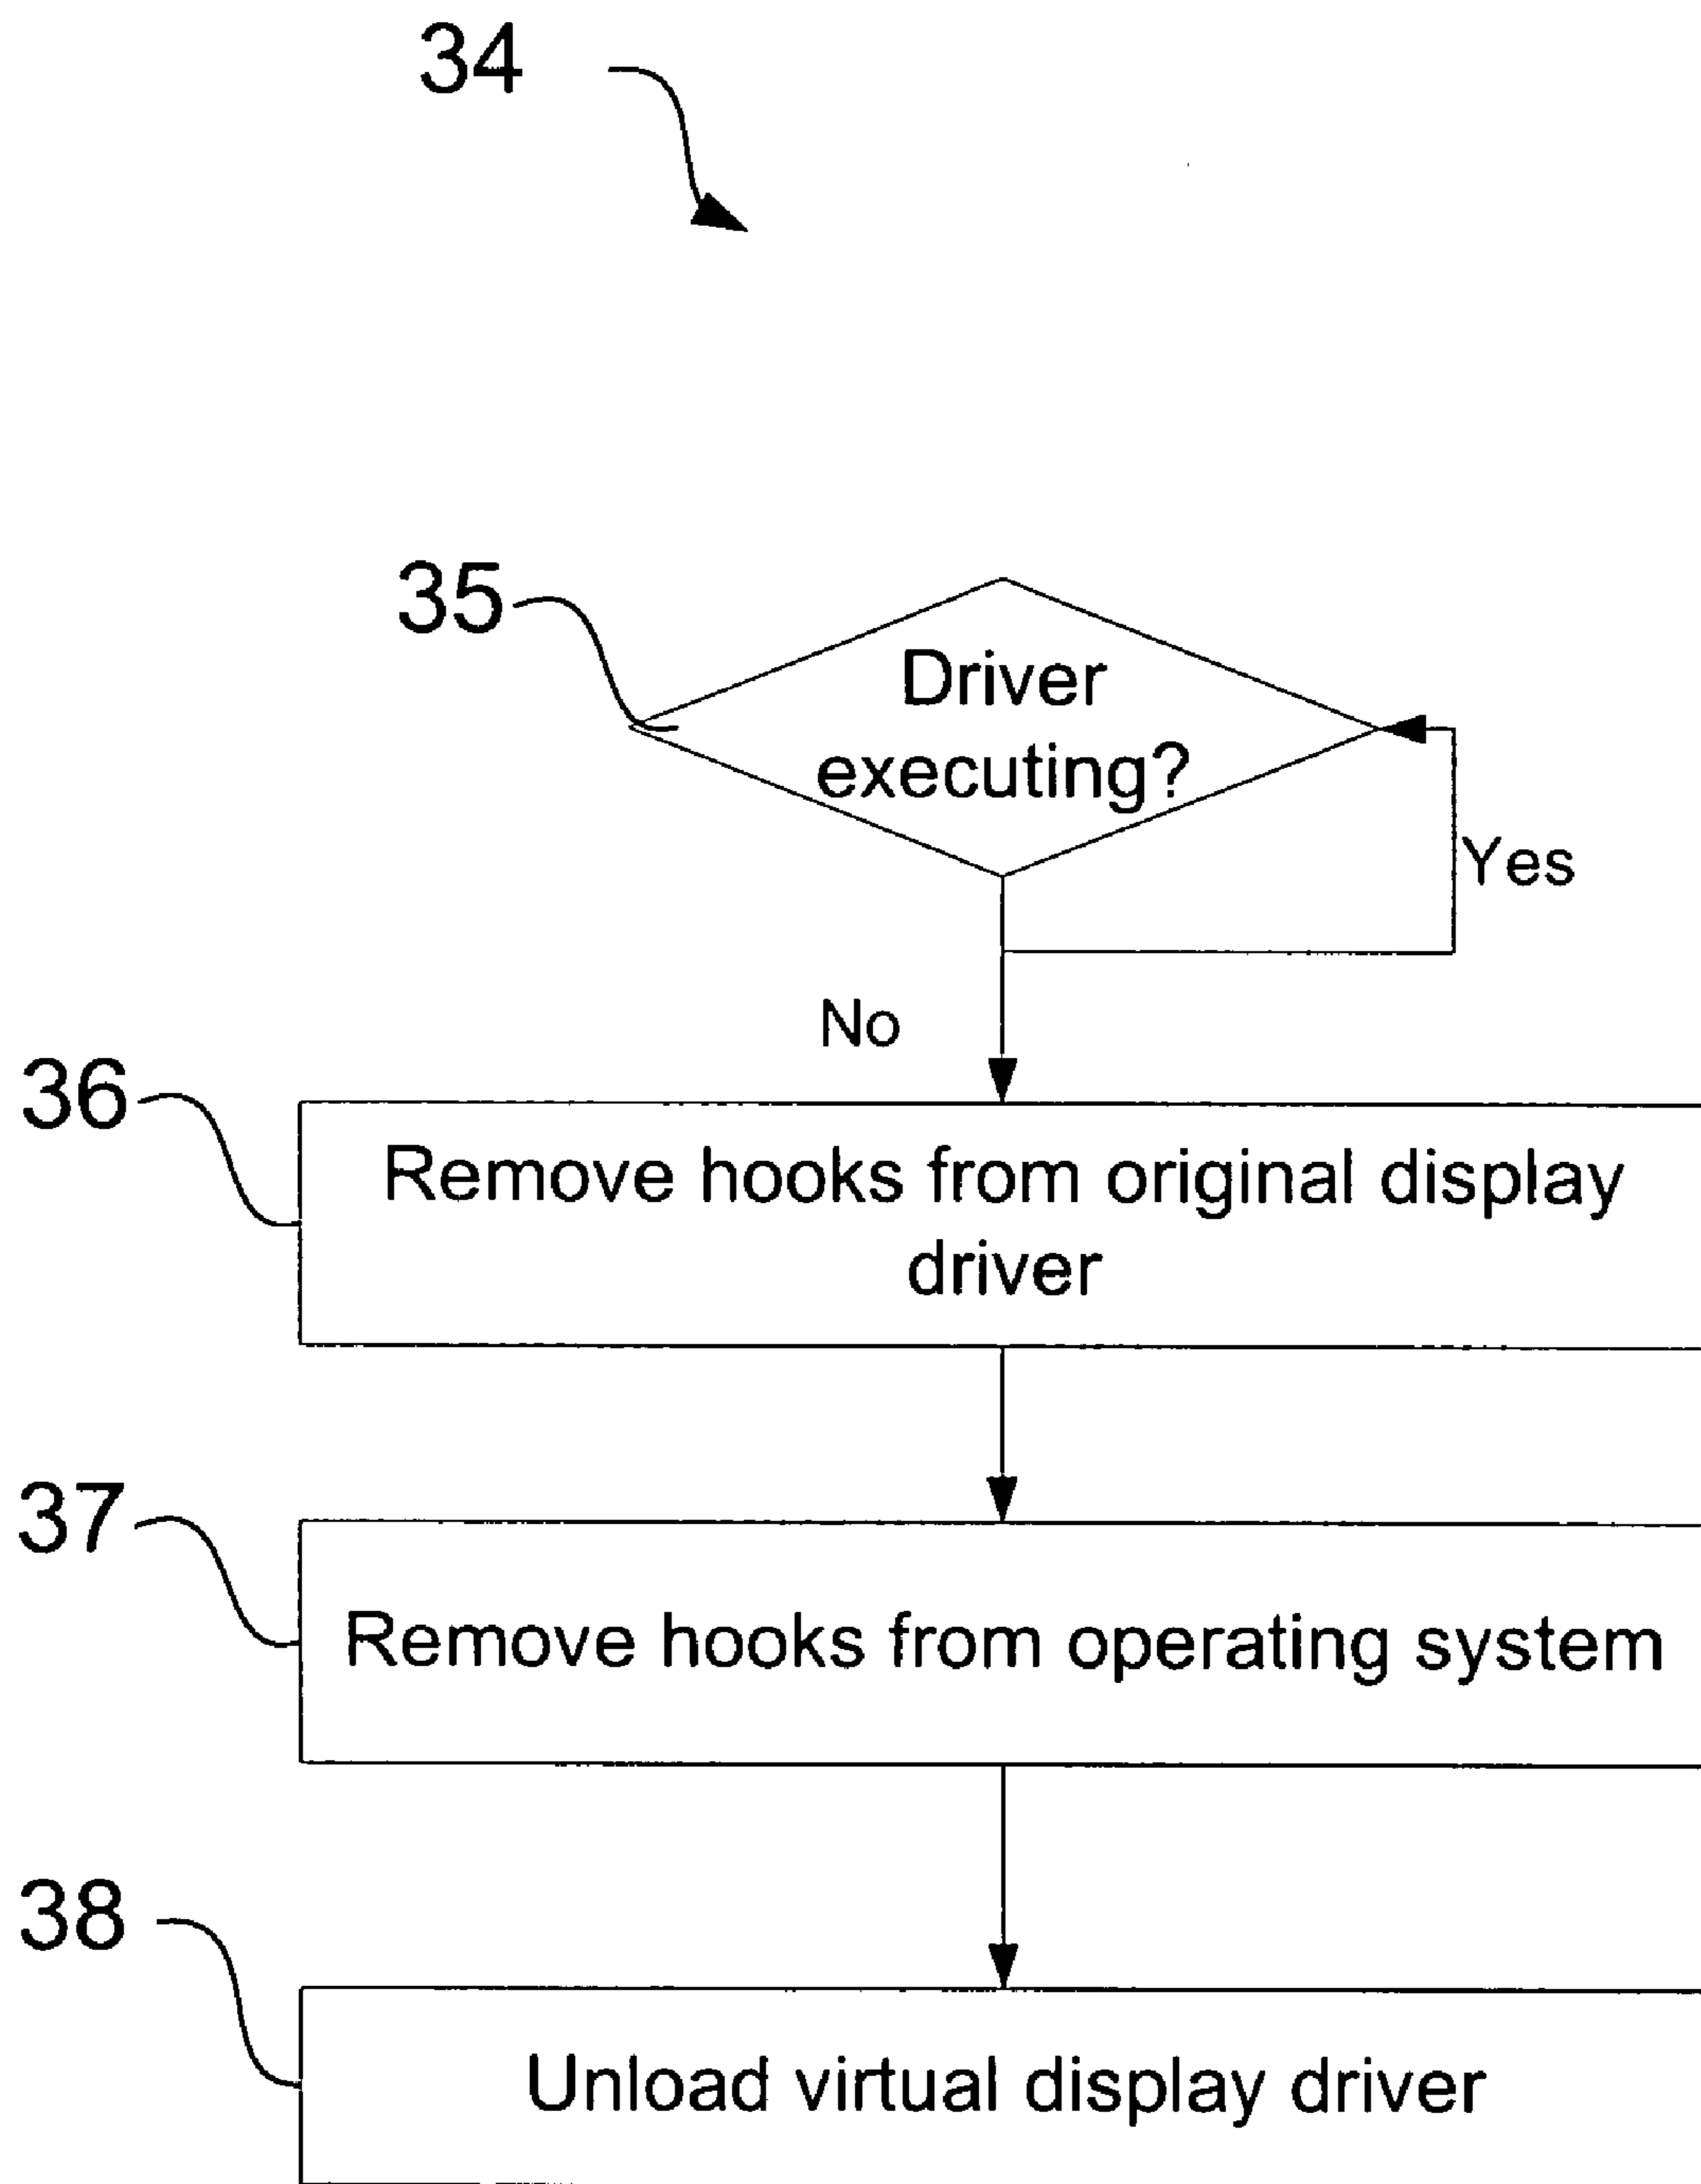 34
35
Driver
executing?
Yes
No
36
Remove hooks from original display
driver
37
Remove hooks from operating system
38
Unload virtual display driver